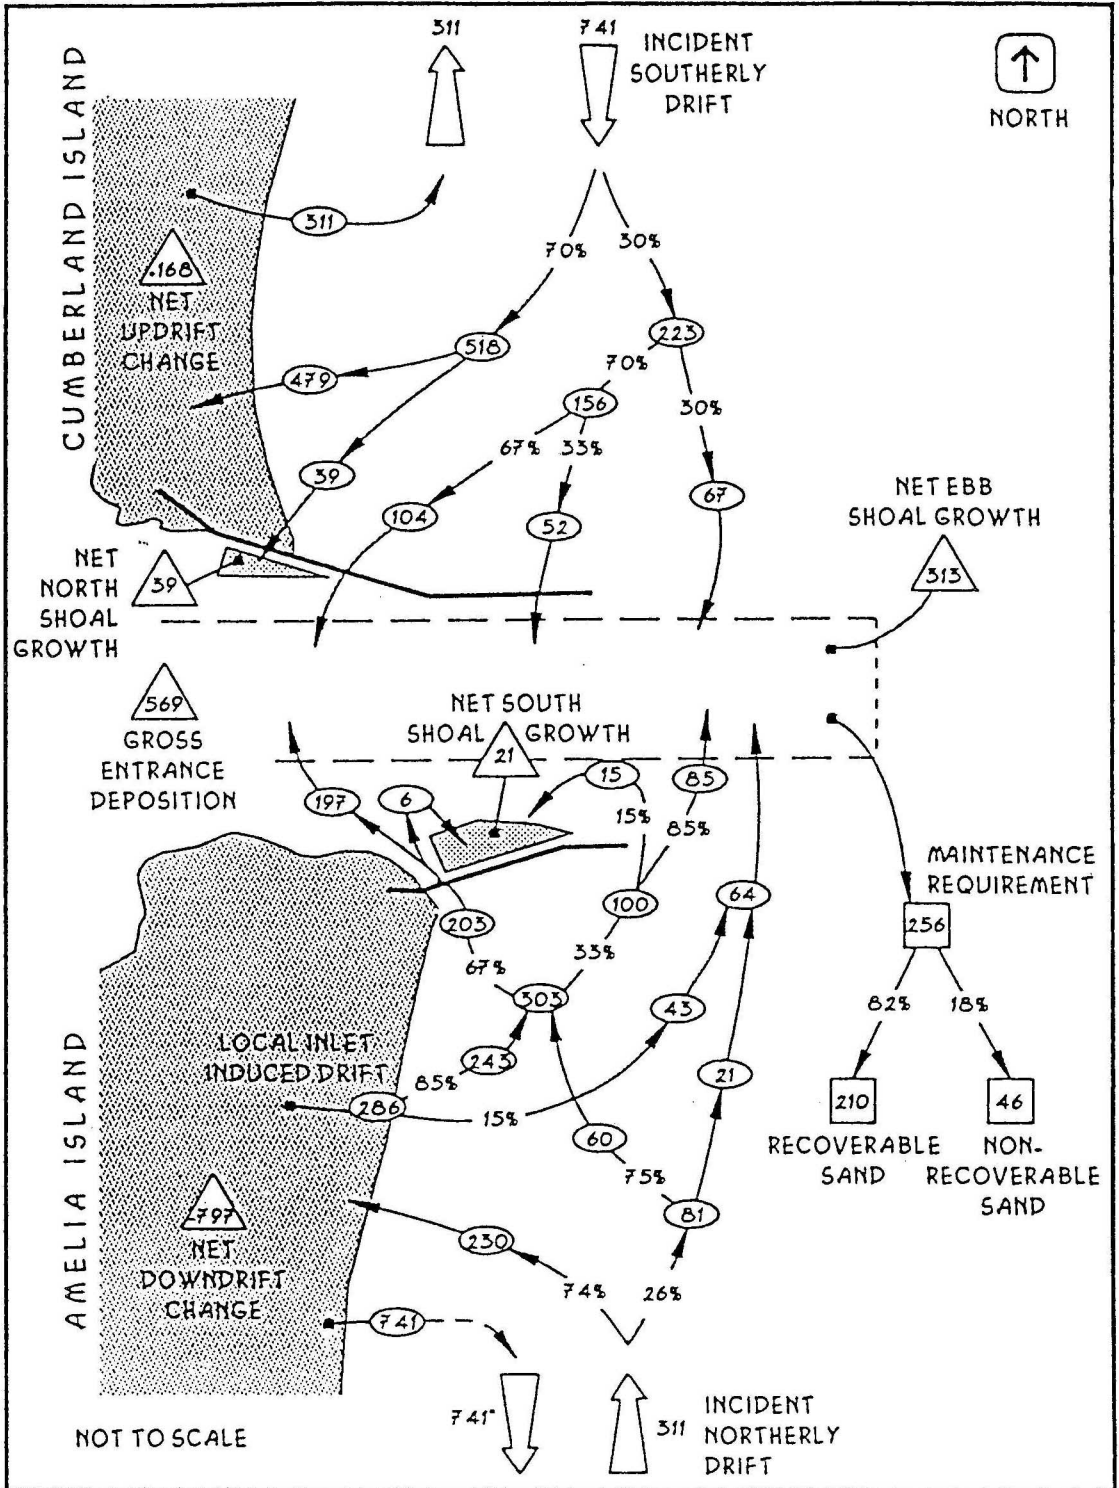 311
741
INCIDENT
SOUTHERLY
DRIFT
NORTH
CUMBERLAND ISLAND
311
.168
NET
UPDRIFT
CHANGE
70%
30%
518
223
479
70%
156
30%
67%
33%
39
104
52
67
NET EBB
SHOAL GROWTH
313
NET
NORTH
SHOAL
GROWTH
39
569
GROSS
ENTRANCE
DEPOSITION
NET SOUTH
SHOAL GROWTH
21
15
85
197
6
15%
85%
MAINTENANCE
REQUIREMENT
256
82%
18%
210
46
RECOVERABLE
SAND
NON-
RECOVERABLE
SAND
64
100
203
67%
33%
303
43
LOCAL INLET
INDUCED DRIFT
243
85%
286
15%
21
60
75%
81
AMELIA ISLAND
-797
NET
DOWNDRIFT
CHANGE
230
74%
26%
741
741
311
INCIDENT
NORTHERLY
DRIFT
NOT TO SCALE